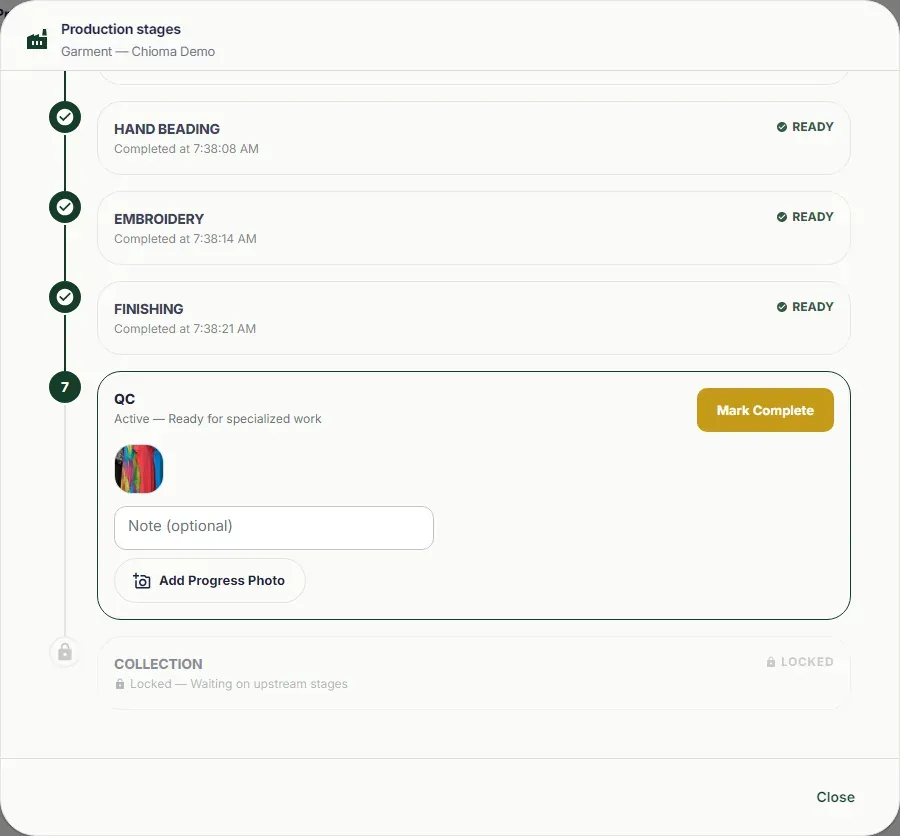 Production stages
Garment — Chioma Demo
HAND BEADING
READY
Completed at 7:38:08 AM
EMBROIDERY
READY
Completed at 7:38:14 AM
FINISHING
READY
Completed at 7:38:21 AM
7
QC
Active — Ready for specialized work
Mark Complete
Note (optional)
Add Progress Photo
COLLECTION
LOCKED
Locked — Waiting on upstream stages
Close